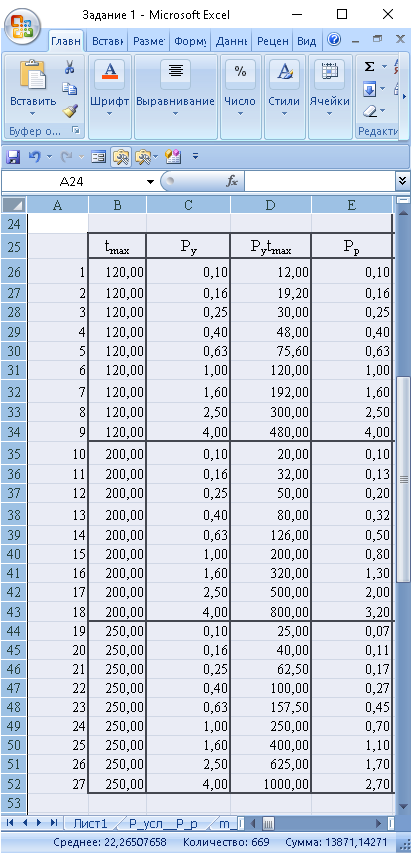 Задание 1 - Microsoft Excel
Главн Вставк Разме Форму Даннь Рецен Вид
Вставить Шрифт Выравнивание Число Стили Ячейки
Буфер о... Редакти
A24 fx
A B C D E
24
25 tmax Py Pytmax Pp
26 1 120,00 0,10 12,00 0,10
27 2 120,00 0,16 19,20 0,16
28 3 120,00 0,25 30,00 0,25
29 4 120,00 0,40 48,00 0,40
30 5 120,00 0,63 75,60 0,63
31 6 120,00 1,00 120,00 1,00
32 7 120,00 1,60 192,00 1,60
33 8 120,00 2,50 300,00 2,50
34 9 120,00 4,00 480,00 4,00
35 10 200,00 0,10 20,00 0,10
36 11 200,00 0,16 32,00 0,13
37 12 200,00 0,25 50,00 0,20
38 13 200,00 0,40 80,00 0,32
39 14 200,00 0,63 126,00 0,50
40 15 200,00 1,00 200,00 0,80
41 16 200,00 1,60 320,00 1,30
42 17 200,00 2,50 500,00 2,00
43 18 200,00 4,00 800,00 3,20
44 19 250,00 0,10 25,00 0,07
45 20 250,00 0,16 40,00 0,11
46 21 250,00 0,25 62,50 0,17
47 22 250,00 0,40 100,00 0,27
48 23 250,00 0,63 157,50 0,45
49 24 250,00 1,00 250,00 0,70
50 25 250,00 1,60 400,00 1,10
51 26 250,00 2,50 625,00 1,70
52 27 250,00 4,00 1000,00 2,70
53
Лист1 Р_усл__Р_р m_
Среднее: 22,26507658 Количество: 669 Сумма: 13871,14271